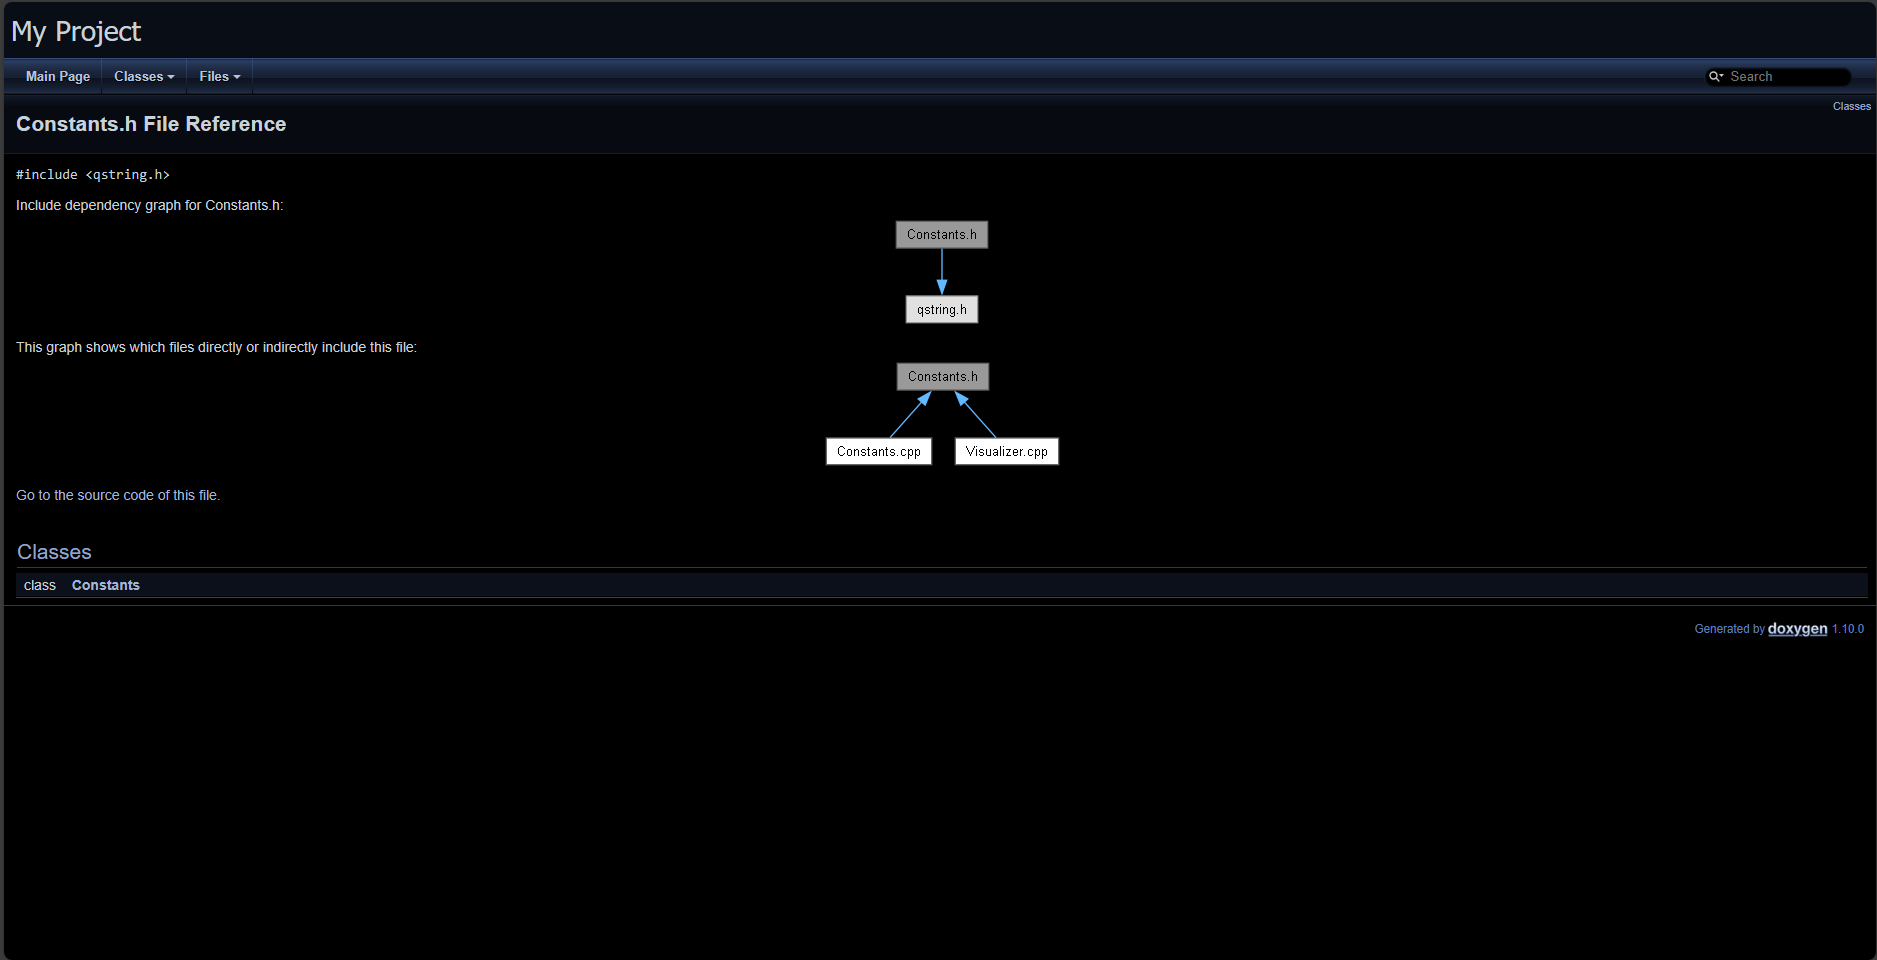 My Project
Main Page Classes Files Search
Classes
Constants.h File Reference
#include <qstring.h>
Include dependency graph for Constants.h:
Constants.h
qstring.h
This graph shows which files directly or indirectly include this file:
Constants.h
Constants.cpp Visualizer.cpp
Go to the source code of this file.
Classes
class Constants
Generated by doxygen 1.10.0